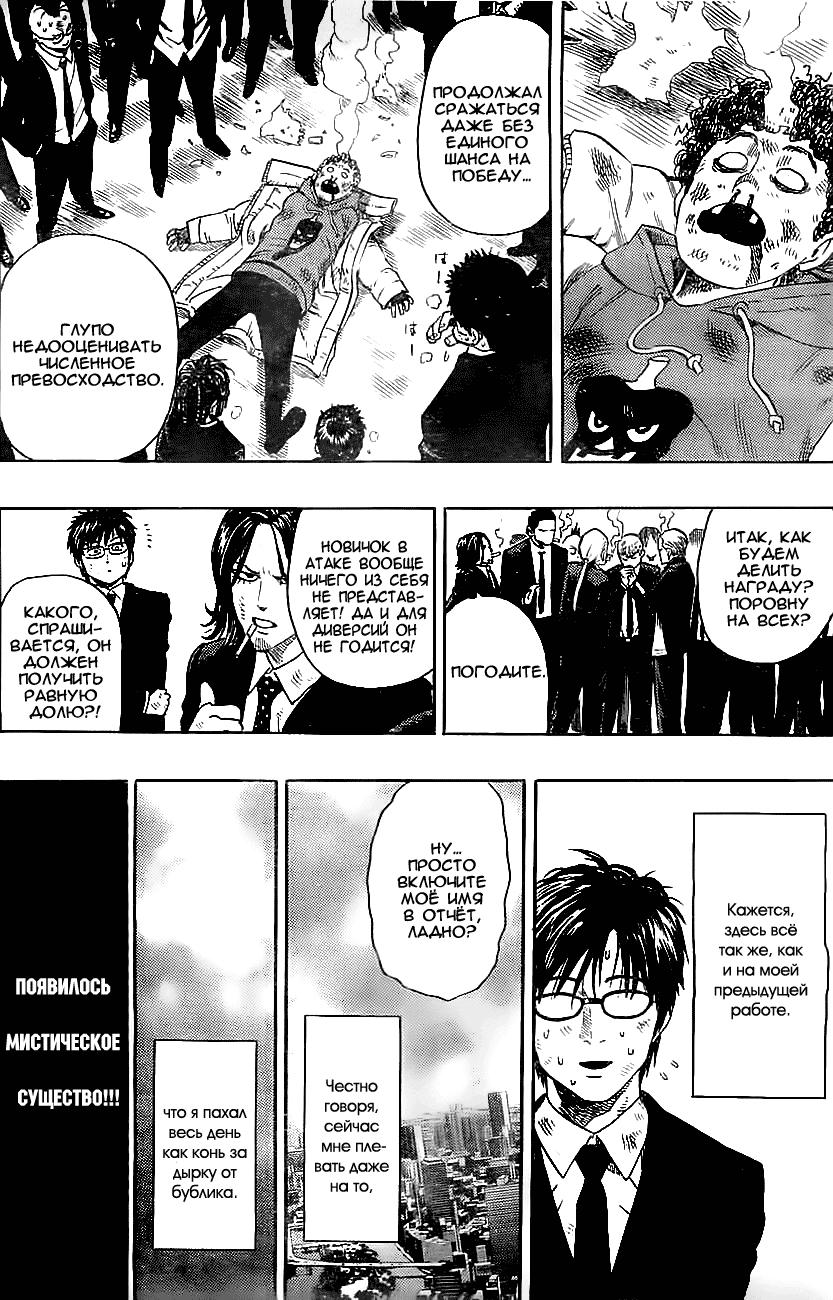 ПРОДОЛЖАЛ
СРАЖАТЬСЯ
ДАЖЕ БЕЗ
ЕДИНОГО
ШАНСА НА
ПОБЕДУ...
ГЛУПО
НЕДООЦЕНИВАТЬ
ЧИСЛЕННОЕ
ПРЕВОСХОДСТВО.
はー
はー
ИТАК, КАК
БУДЕМ
ДЕЛИТЬ
НАГРАДУ?
ПОРОВНУ
НА ВСЕХ?
ПОГОДИТЕ.
НОВИЧОК В
АТАКЕ ВООБЩЕ
НИЧЕГО ИЗ СЕБЯ
НЕ ПРЕДСТАВ-
ЛЯЕТ! ДА И ДЛЯ
ДИВЕРСИЙ ОН
НЕ ГОДИТСЯ!
КАКОГО,
СПРАШИ-
ВАЕТСЯ, ОН
ДОЛЖЕН
ПОЛУЧИТЬ
РАВНУЮ
ДОЛЮ?!
Кажется,
здесь всё
так же, как
и на моей
предыдущей
работе.
НУ...
ПРОСТО
ВКЛЮЧИТЕ
МОЁ ИМЯ
В ОТЧЁТ,
ЛАДНО?
Честно
говоря,
сейчас
мне пле-
вать даже
на то,
что я пахал
весь день
как конь за
дырку от
бублика.
ПОЯВИЛОСЬ
МИСТИЧЕСКОЕ
СУЩЕСТВО!!!